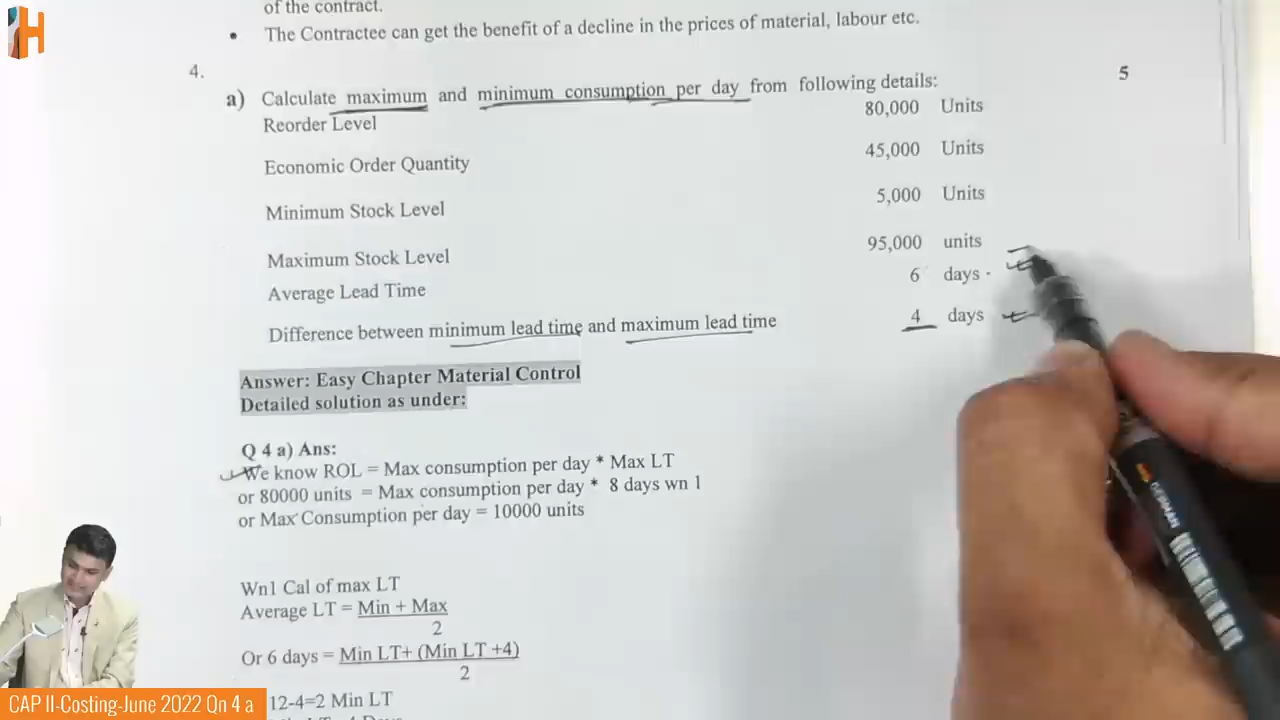 H
of the contract.
• The Contractee can get the benefit of a decline in the prices of material, labour etc.
4.
5
a) Calculate maximum and minimum consumption per day from following details:
Reorder Level 80,000 Units
Economic Order Quantity 45,000 Units
Minimum Stock Level 5,000 Units
Maximum Stock Level 95,000 units
Average Lead Time 6 days
Difference between minimum lead time and maximum lead time 4 days
Answer: Easy Chapter Material Control
Detailed solution as under:
Q 4 a) Ans:
We know ROL = Max consumption per day * Max LT
or 80000 units = Max consumption per day * 8 days wn 1
or Max Consumption per day = 10000 units
Wn1 Cal of max LT
Average LT = Min + Max
2
Or 6 days = Min LT+ (Min LT +4)
2
12-4=2 Min LT
GERMAN
CAP II-Costing-June 2022 Qn 4 a